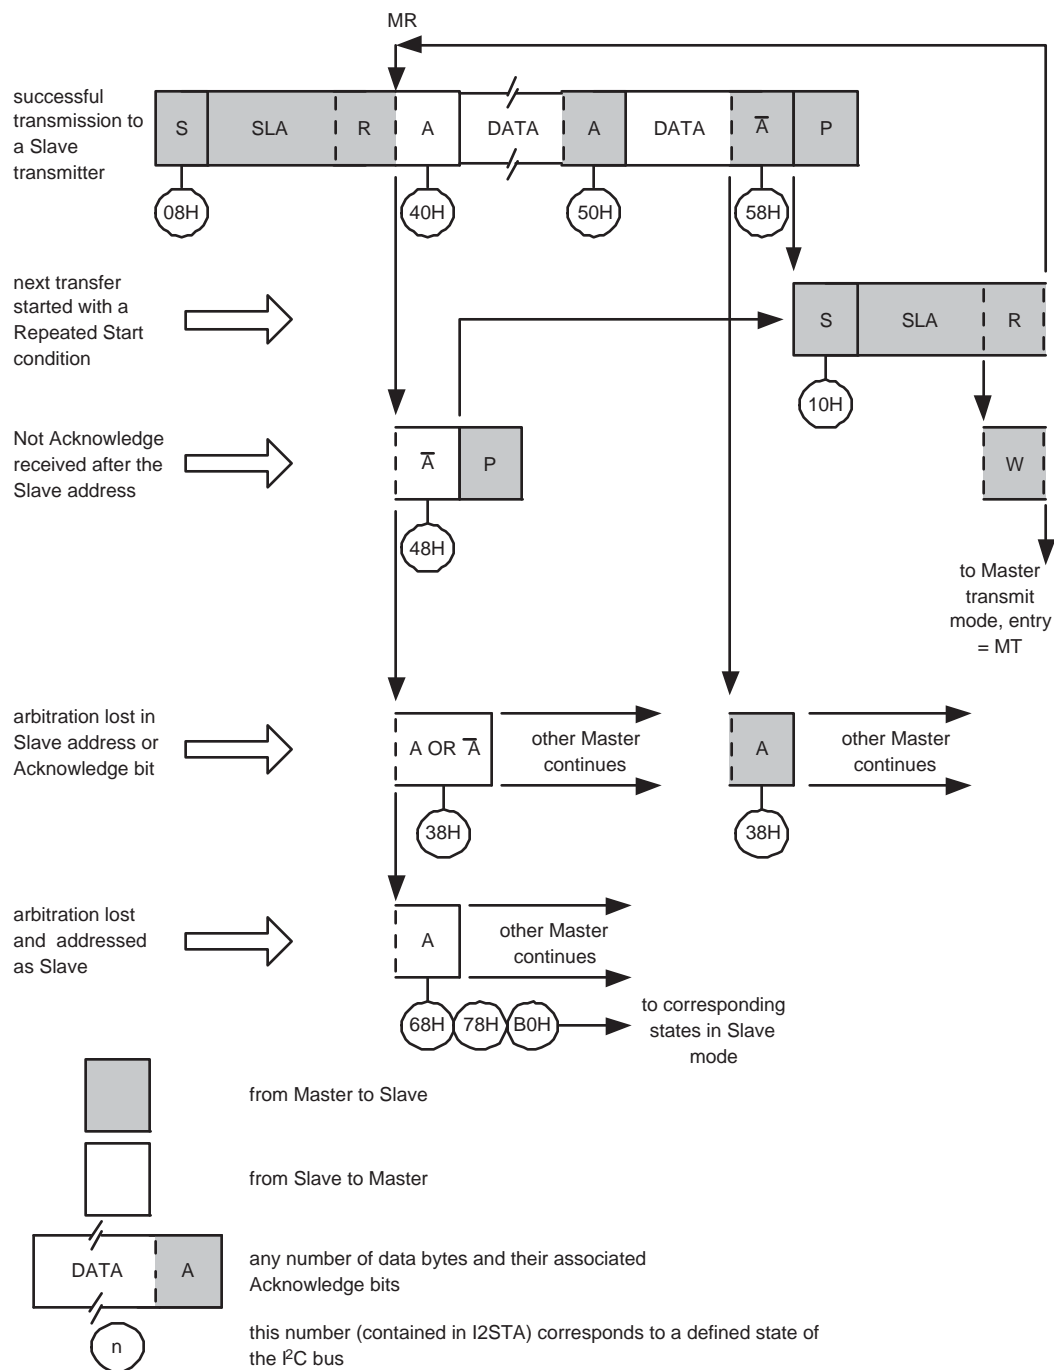 MR
successful
transmission to
a Slave
transmitter
S SLA R A DATA A DATA A̅ P
08H 40H 50H 58H
next transfer
started with a
Repeated Start
condition
S SLA R
10H
Not Acknowledge
received after the
Slave address
A̅ P
W
48H
to Master
transmit
mode, entry
= MT
arbitration lost in
Slave address or
Acknowledge bit
A OR A̅
other Master
continues
A
other Master
continues
38H 38H
arbitration lost
and addressed
as Slave
A
other Master
continues
68H 78H B0H
to corresponding
states in Slave
mode
from Master to Slave
from Slave to Master
DATA A
any number of data bytes and their associated
Acknowledge bits
n
this number (contained in I2STA) corresponds to a defined state of
the I²C bus